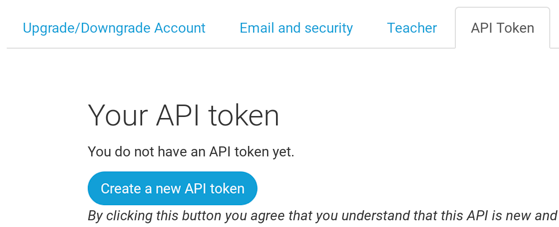 Upgrade/Downgrade Account Email and security Teacher API Token
Your API token
You do not have an API token yet.
Create a new API token
By clicking this button you agree that you understand that this API is new and